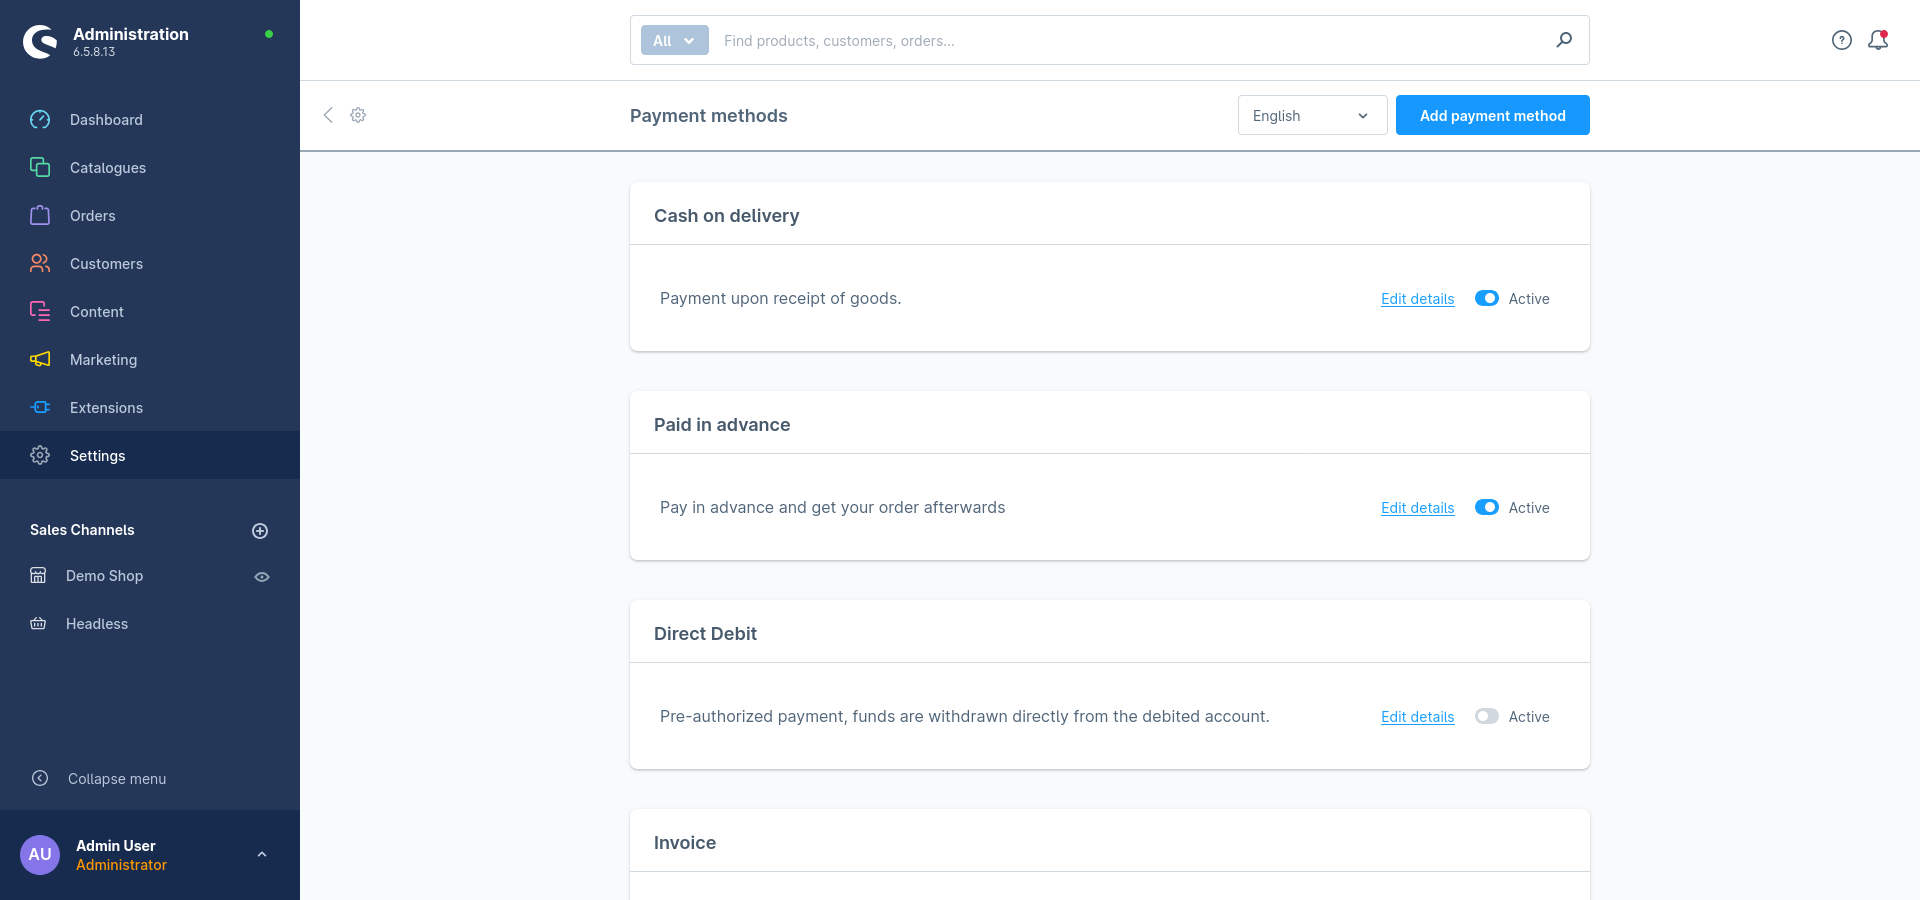 Administration
6.5.8.13
All
Find products, customers, orders...
Dashboard
Catalogues
Orders
Customers
Content
Marketing
Extensions
Settings
Sales Channels
Demo Shop
Headless
Collapse menu
AU
Admin User
Administrator
Payment methods
English
Add payment method
Cash on delivery
Payment upon receipt of goods.
Edit details
Active
Paid in advance
Pay in advance and get your order afterwards
Edit details
Active
Direct Debit
Pre-authorized payment, funds are withdrawn directly from the debited account.
Edit details
Active
Invoice